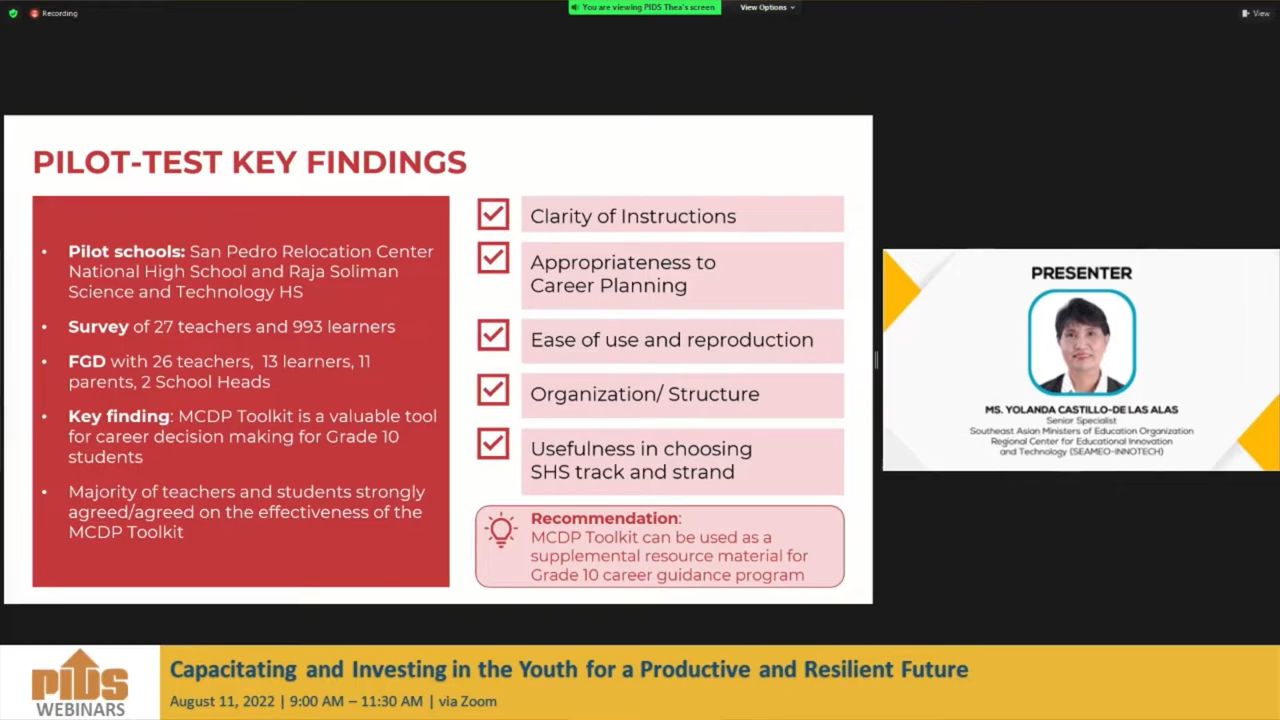 Recording
You are viewing PIDS Thea's screen
View Options
View
PILOT-TEST KEY FINDINGS
• Pilot schools: San Pedro Relocation Center
National High School and Raja Soliman
Science and Technology HS
• Survey of 27 teachers and 993 learners
• FGD with 26 teachers, 13 learners, 11
parents, 2 School Heads
• Key finding: MCDP Toolkit is a valuable tool
for career decision making for Grade 10
students
• Majority of teachers and students strongly
agreed/agreed on the effectiveness of the
MCDP Toolkit
Clarity of Instructions
Appropriateness to
Career Planning
Ease of use and reproduction
Organization/ Structure
Usefulness in choosing
SHS track and strand
Recommendation:
MCDP Toolkit can be used as a
supplemental resource material for
Grade 10 career guidance program
PRESENTER
MS. YOLANDA CASTILLO-DE LAS ALAS
Senior Specialist
Southeast Asian Ministers of Education Organization
Regional Center for Educational Innovation
and Technology (SEAMEO-INNOTECH)
PIDS
WEBINARS
Capacitating and Investing in the Youth for a Productive and Resilient Future
August 11, 2022 | 9:00 AM – 11:30 AM | via Zoom